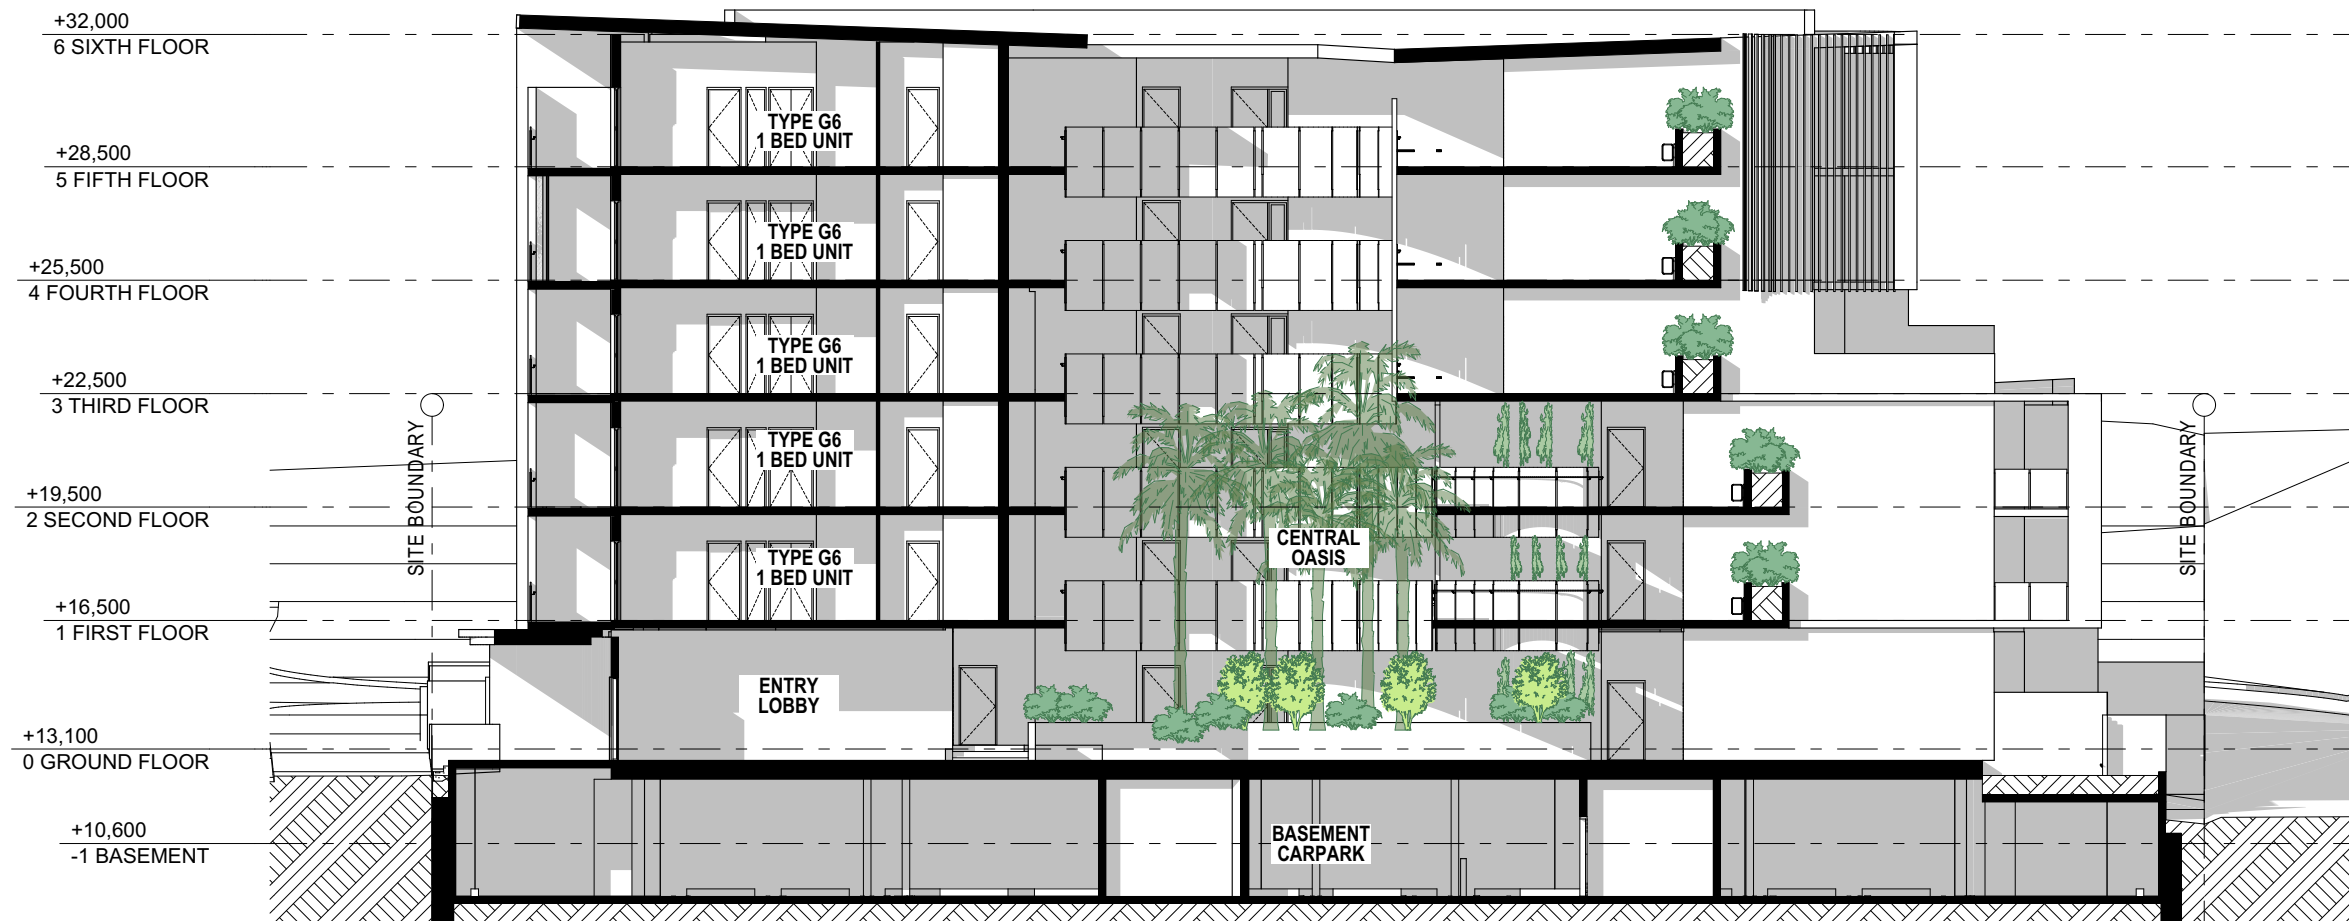 +32,000
6 SIXTH FLOOR
+28,500
5 FIFTH FLOOR
+25,500
4 FOURTH FLOOR
+22,500
3 THIRD FLOOR
+19,500
2 SECOND FLOOR
+16,500
1 FIRST FLOOR
+13,100
0 GROUND FLOOR
+10,600
-1 BASEMENT
SITE BOUNDARY
TYPE G6
1 BED UNIT
TYPE G6
1 BED UNIT
TYPE G6
1 BED UNIT
TYPE G6
1 BED UNIT
TYPE G6
1 BED UNIT
ENTRY
LOBBY
CENTRAL
OASIS
BASEMENT
CARPARK
SITE BOUNDARY